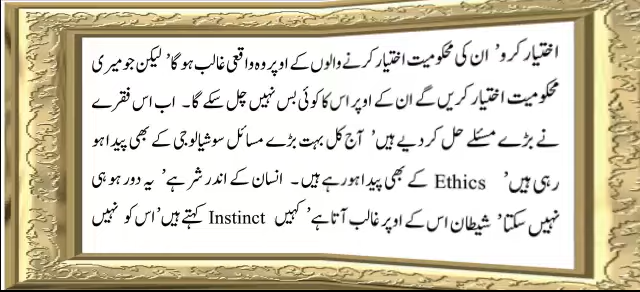 اختیار کرو’ ان کی محکومیت اختیار کرنے والوں کے اوپر وہ واقعی غالب ہو گا’ لیکن جو میری
محکومیت اختیار کریں گے ان کے اوپر اس کا کوئی بس نہیں چل سکے گا۔ اب اس فقرے
نے بڑے مسئلے حل کر دیے ہیں’ آج کل بہت بڑے مسائل سوشیالوجی کے بھی پیدا ہو
رہی ہیں’ Ethics کے بھی پیدا ہو رہے ہیں۔ انسان کے اندر شر ہے’ یہ دور ہو ہی
نہیں سکتا’ شیطان اس کے اوپر غالب آتا ہے’ کہیں Instinct کہتے ہیں’ اس کو نہیں